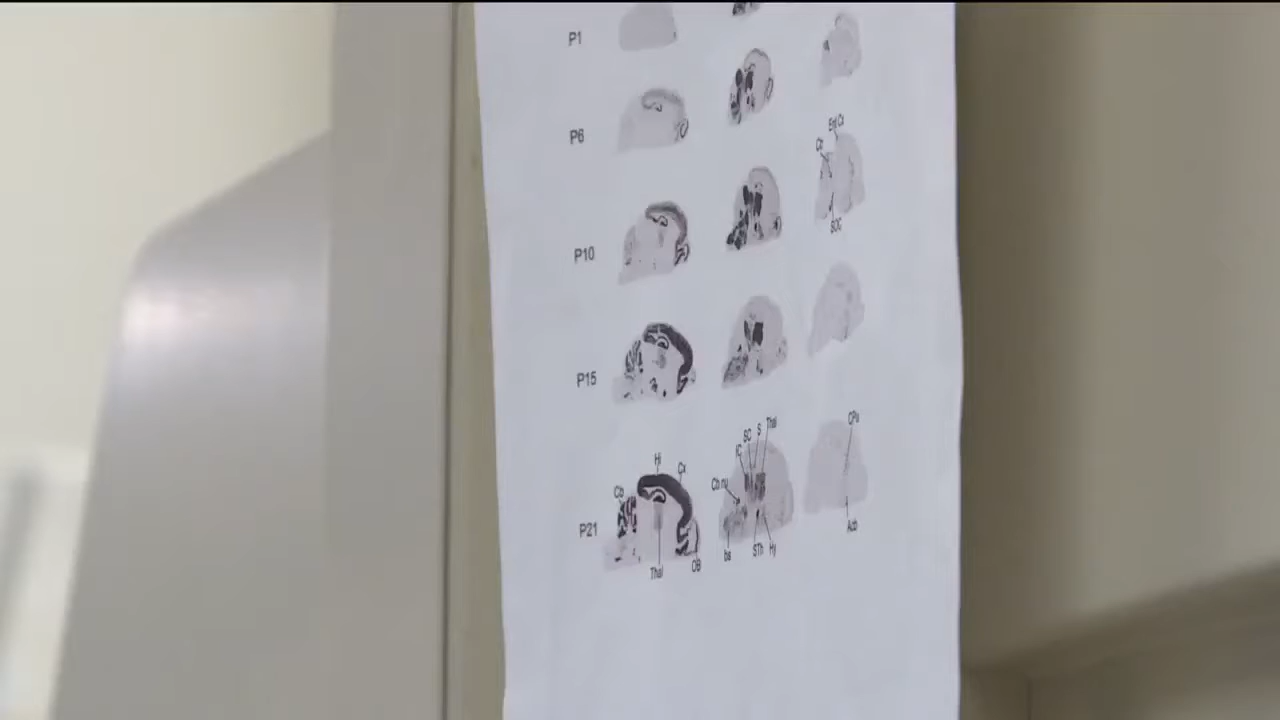 P1
P6
Ent Cx
Cb
SOC
P10
P15
P21
Hi
Cx
Cb
Thal
OB
IC
SC
S
Thal
Cb nu
bs
STh
Hy
CPu
Acb